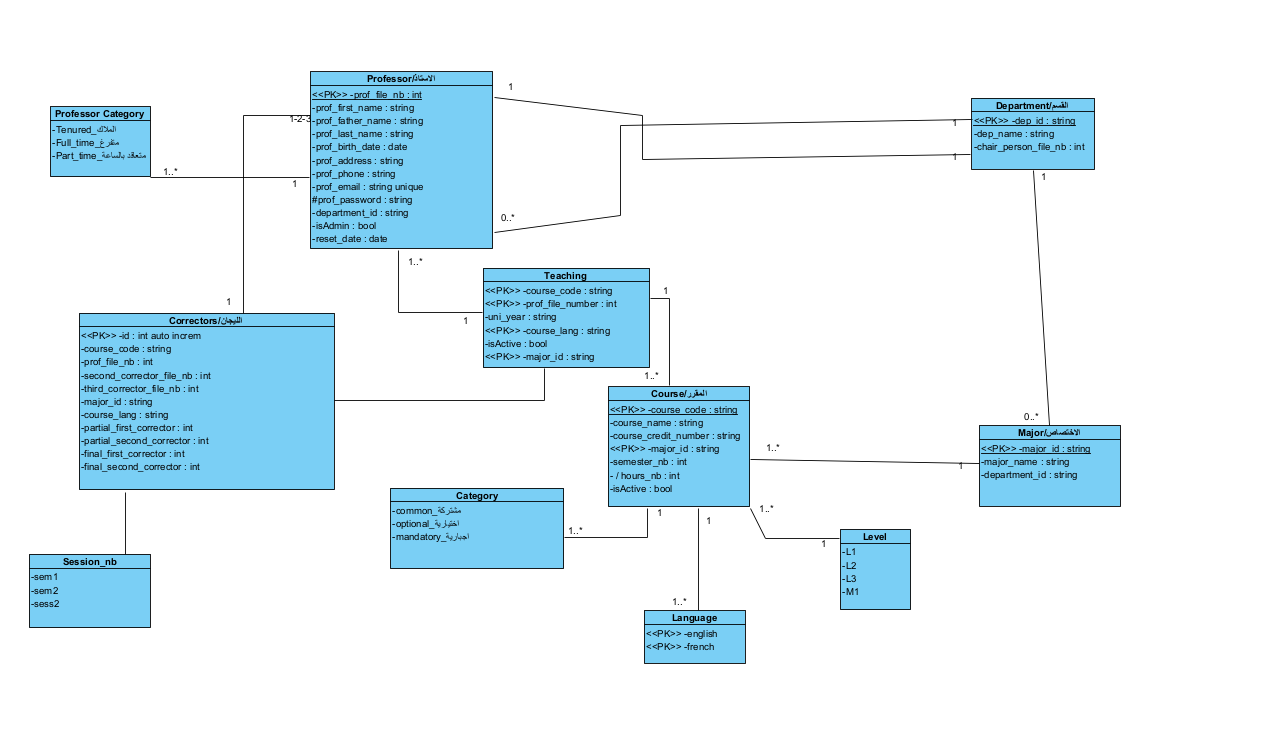 Professor/الاستاذ
<<PK>> -prof_file_nb : int
-prof_first_name : string
-prof_father_name : string
-prof_last_name : string
-prof_birth_date : date
-prof_address : string
-prof_phone : string
-prof_email : string unique
#prof_password : string
-department_id : string
-isAdmin : bool
-reset_date : date
Professor Category
-Tenured_الملاك
-Full_time_متفرغ
-Part_time_متعاقد بالساعة
1..*
1
1-2-3
1
1
0..*
1
1
Department/القسم
<<PK>> -dep_id : string
-dep_name : string
-chair_person_file_nb : int
1
0..*
1..*
1
Teaching
<<PK>> -course_code : string
<<PK>> -prof_file_number : int
-uni_year : string
<<PK>> -course_lang : string
-isActive : bool
<<PK>> -major_id : string
1
1..*
Correctors/اللجان
<<PK>> -id : int auto increm
-course_code : string
-prof_file_nb : int
-second_corrector_file_nb : int
-third_corrector_file_nb : int
-major_id : string
-course_lang : string
-partial_first_corrector : int
-partial_second_corrector : int
-final_first_corrector : int
-final_second_corrector : int
Course/المقرر
<<PK>> -course_code : string
-course_name : string
-course_credit_number : string
<<PK>> -major_id : string
-semester_nb : int
- / hours_nb : int
-isActive : bool
1..*
1
Major/الاختصاص
<<PK>> -major_id : string
-major_name : string
-department_id : string
Category
-common_مشتركة
-optional_اختيارية
-mandatory_اجبارية
1..*
1
1
1..*
1..*
1
Level
-L1
-L2
-L3
-M1
Session_nb
-sem1
-sem2
-sess2
Language
<<PK>> -english
<<PK>> -french